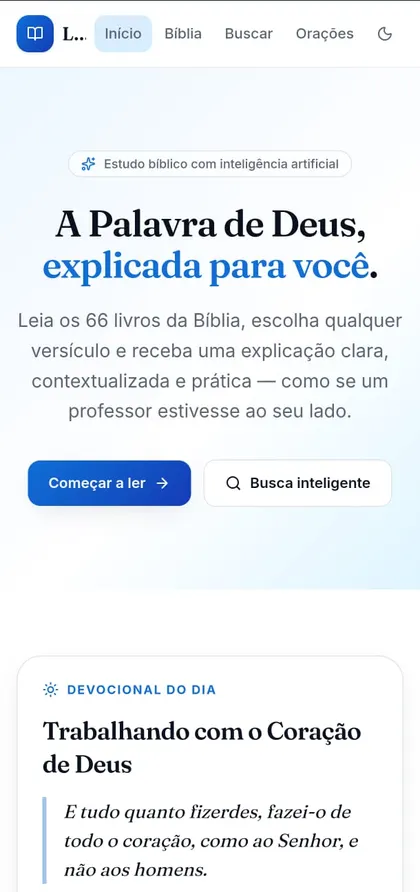 L... Início Bíblia Buscar Orações
Estudo bíblico com inteligência artificial
A Palavra de Deus,
explicada para você.
Leia os 66 livros da Bíblia, escolha qualquer
versículo e receba uma explicação clara,
contextualizada e prática — como se um
professor estivesse ao seu lado.
Começar a ler
Busca inteligente
DEVOCIONAL DO DIA
Trabalhando com o Coração
de Deus
E tudo quanto fizerdes, fazei-o de
todo o coração, como ao Senhor, e
não aos homens.